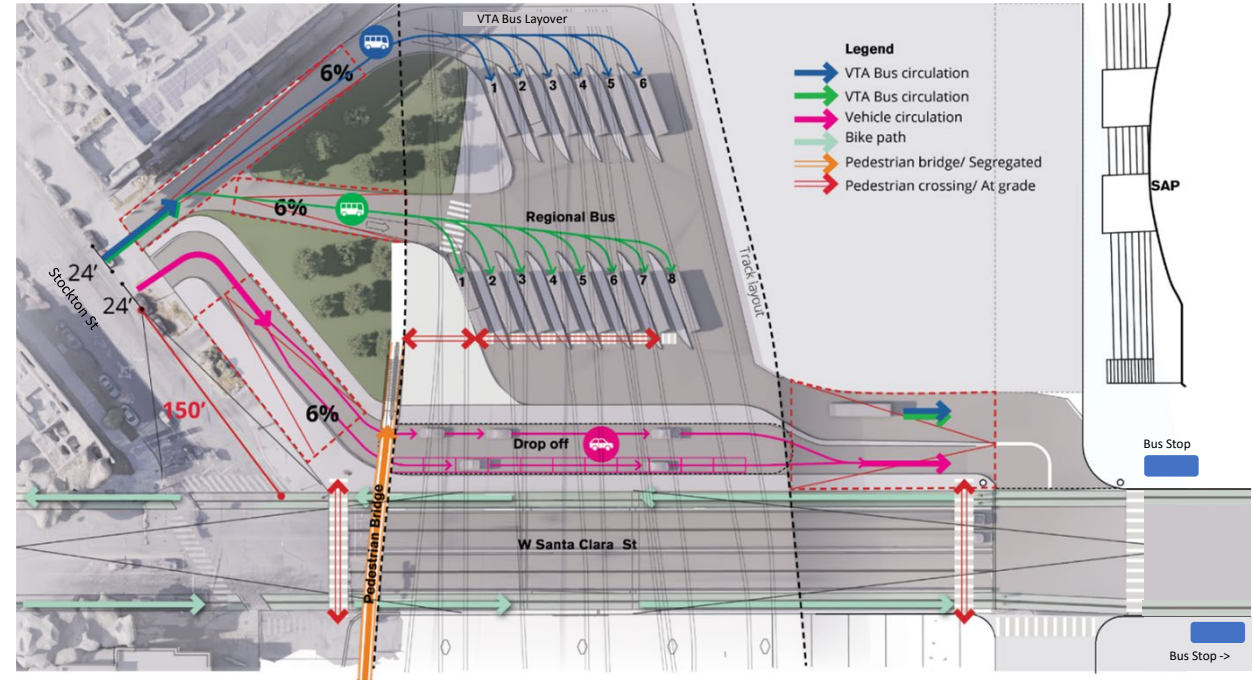 VTA Bus Layover
6%
1 2 3 4 5 6
Legend
VTA Bus circulation
VTA Bus circulation
Vehicle circulation
Bike path
Pedestrian bridge/ Segregated
Pedestrian crossing/ At grade
SAP
6%
Regional Bus
24'
Stockton St
24'
1 2 3 4 5 6 7 8
Track layout
150'
6%
Drop off
Bus Stop
Pedestrian Bridge
W Santa Clara St
Bus Stop ->